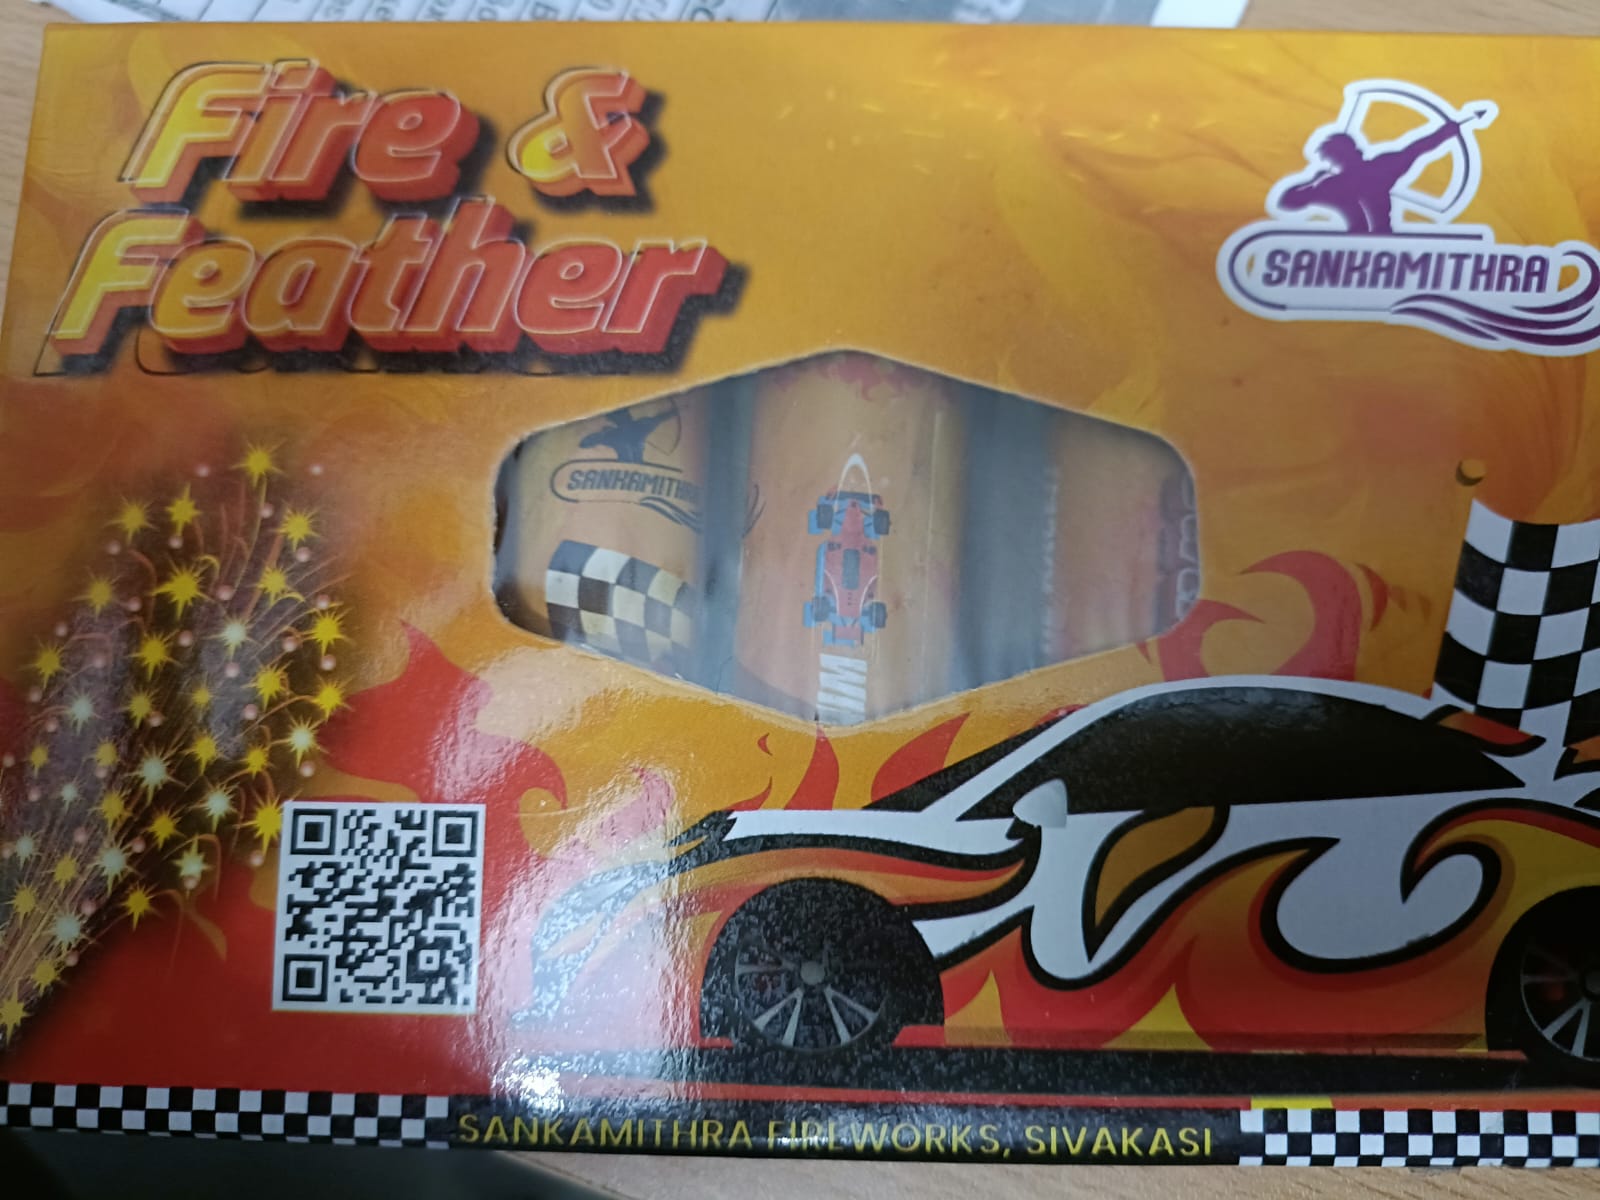 Fire &
Feather
SANKAMITHRA
SANKAMITHRA
SANKAMITHRA FIREWORKS, SIVAKASI